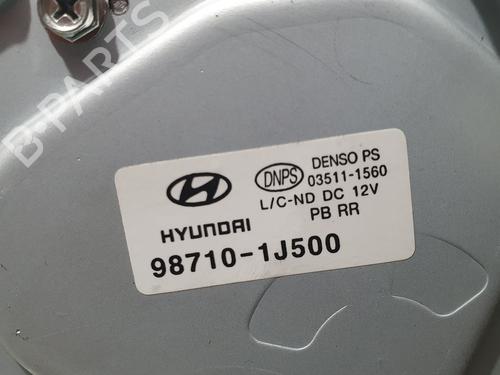 B-PARTS
DNPS
DENSO PS
03511-1560
L/C-ND DC 12V
PB RR
HYUNDAI
98710-1J500